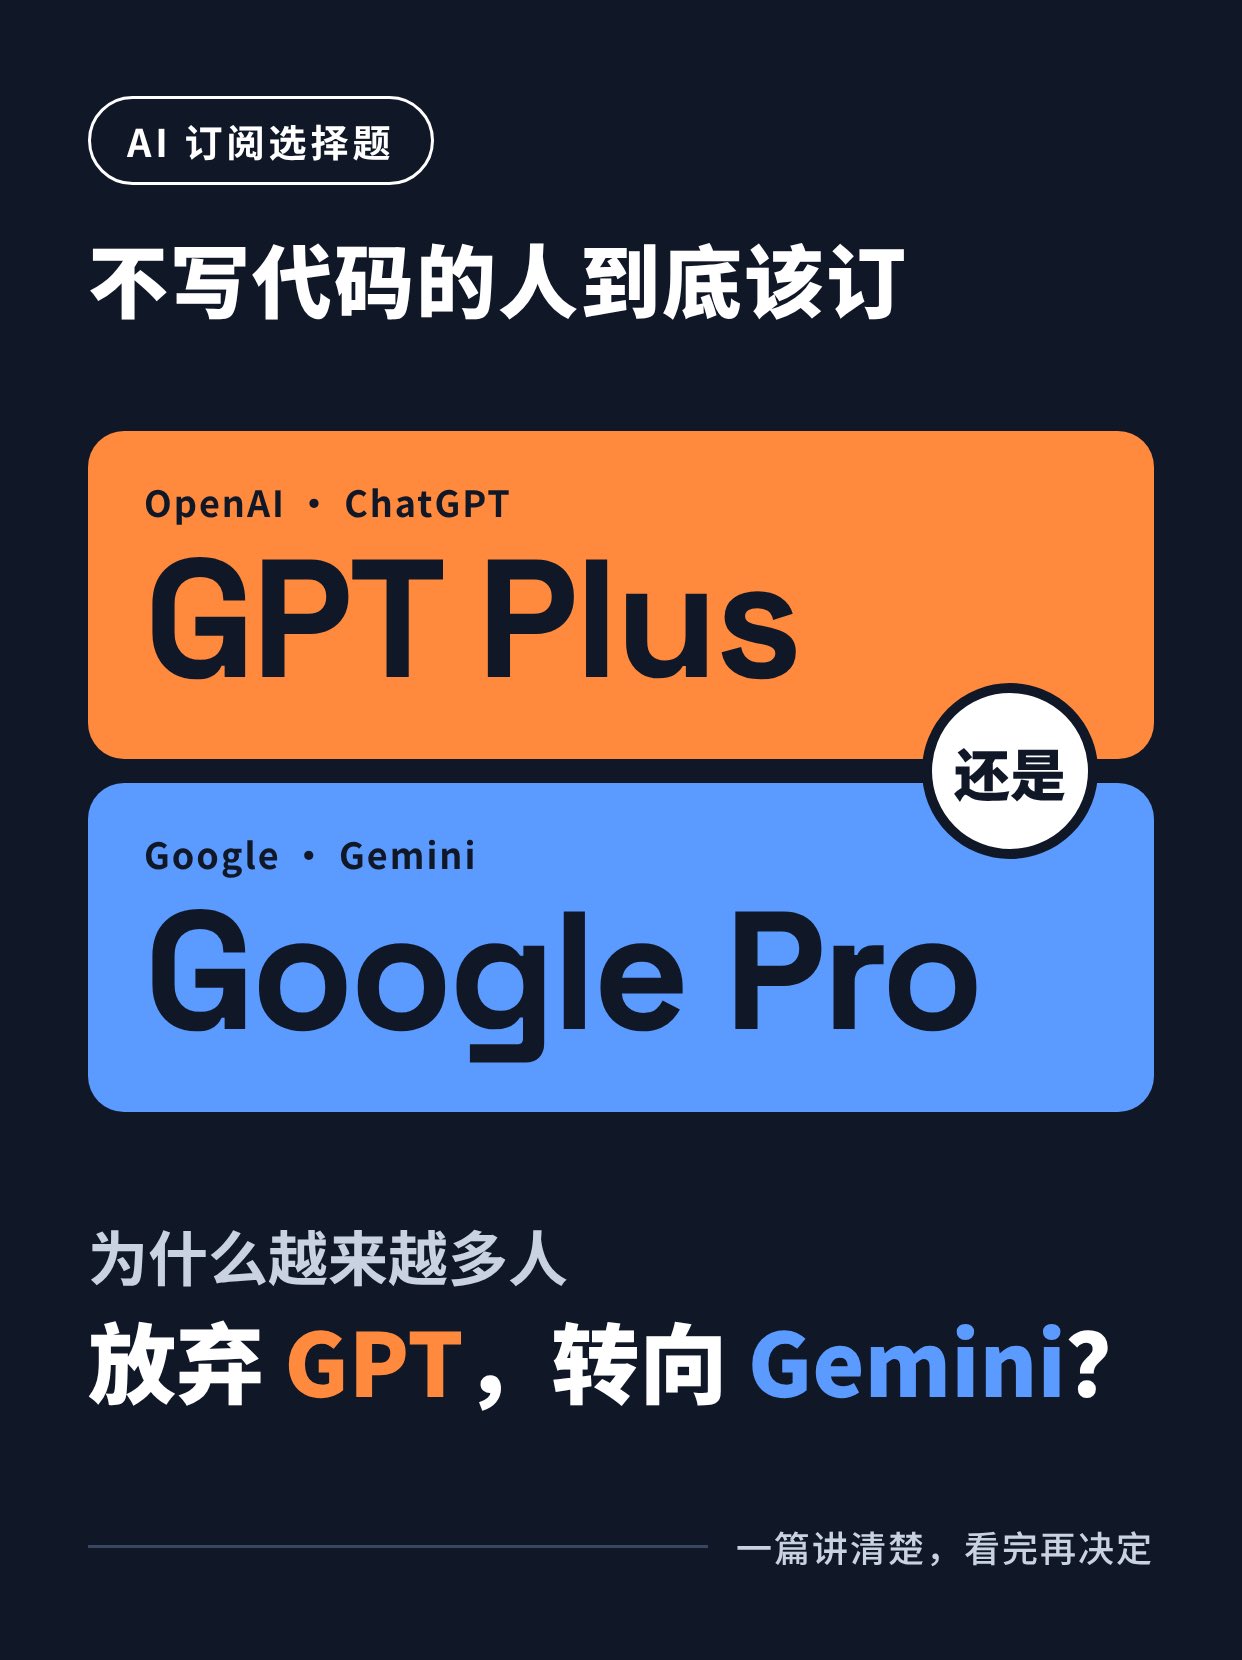 AI 订阅选择题
不写代码的人到底该订
OpenAI · ChatGPT
GPT Plus
还是
Google · Gemini
Google Pro
为什么越来越多人
放弃 GPT，转向 Gemini？
一篇讲清楚，看完再决定